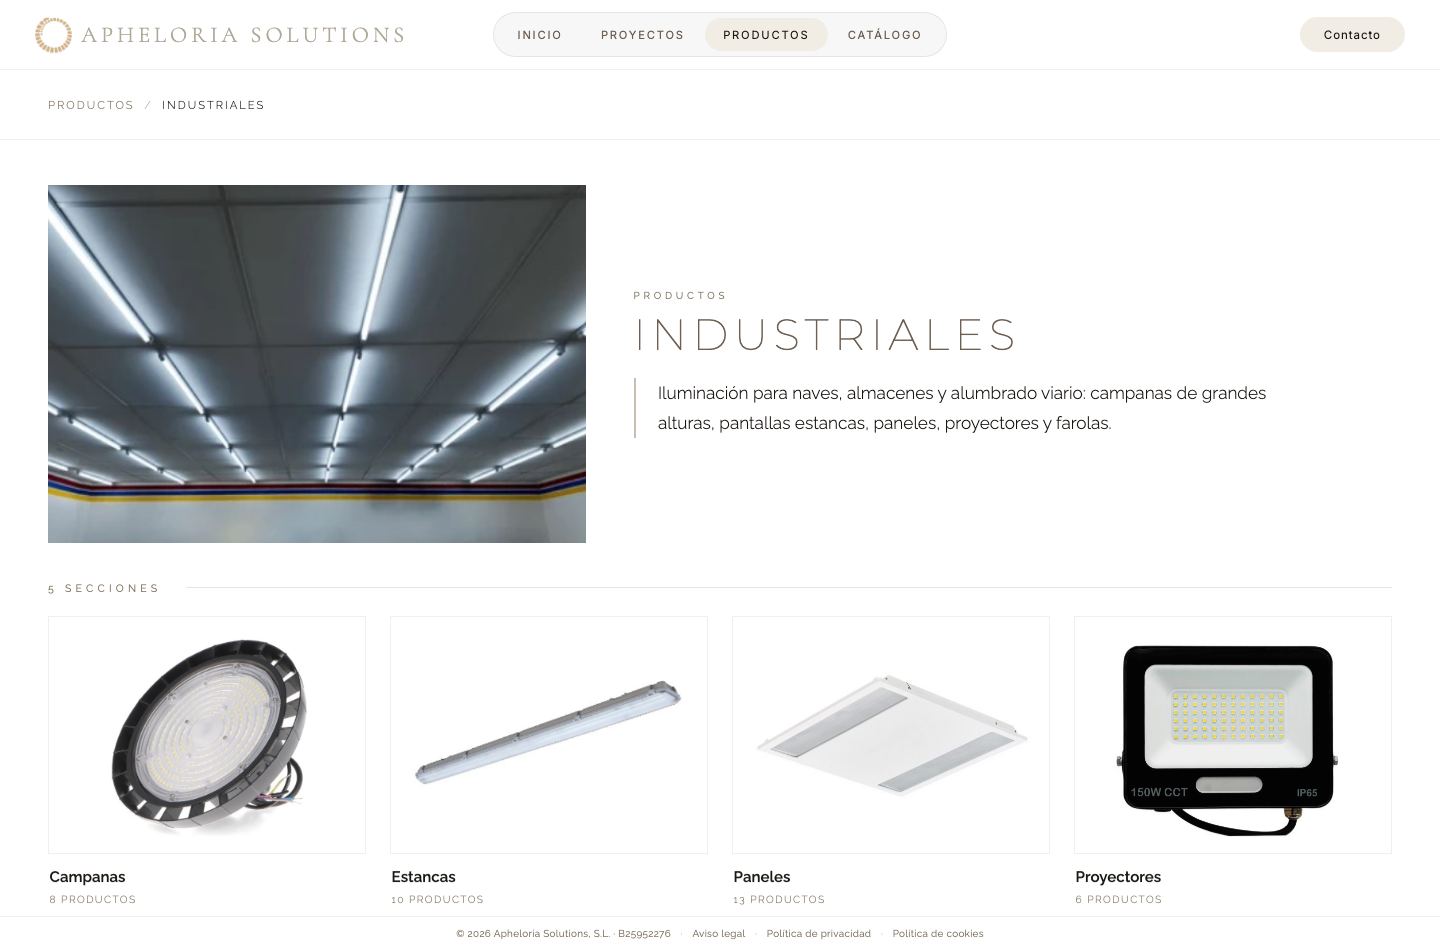 APHELORIA SOLUTIONS
INICIO
PROYECTOS
PRODUCTOS
CATÁLOGO
Contacto
PRODUCTOS / INDUSTRIALES
PRODUCTOS
INDUSTRIALES
Iluminación para naves, almacenes y alumbrado viario: campanas de grandes
alturas, pantallas estancas, paneles, proyectores y farolas.
5 SECCIONES
150W CCT
IP65
Campanas
8 PRODUCTOS
Estancas
10 PRODUCTOS
Paneles
13 PRODUCTOS
Proyectores
6 PRODUCTOS
© 2026 Apheloria Solutions, S.L. · B25952276 · Aviso legal · Política de privacidad · Política de cookies